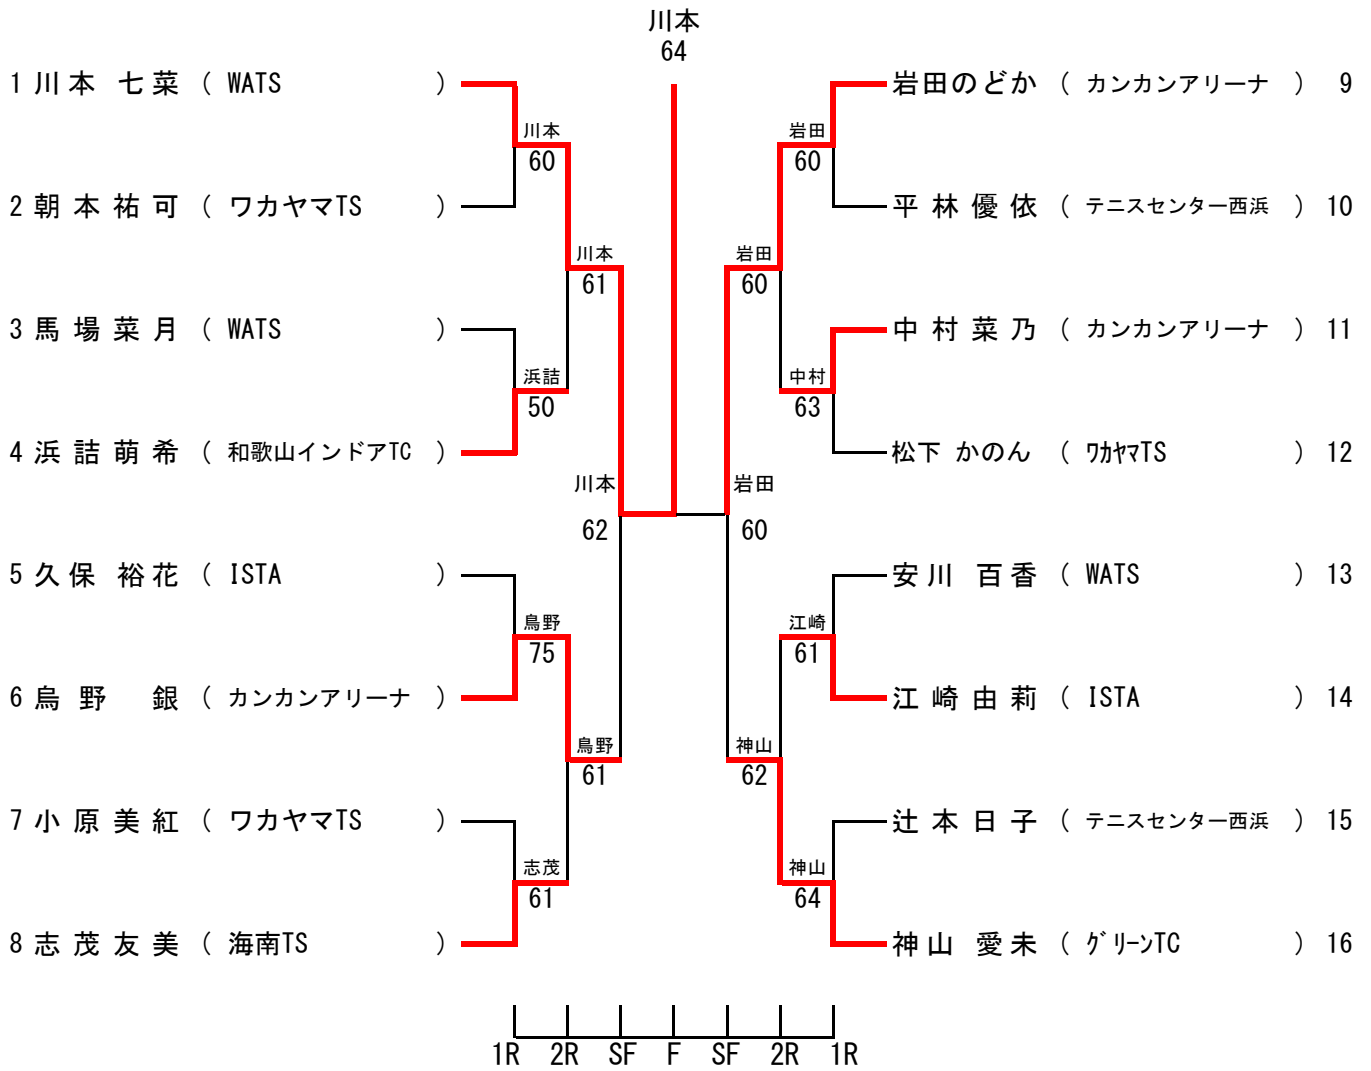 川本
64
1 川本 七菜 ( WATS )
岩田のどか ( カンカンアリーナ ) 9
川本
60
岩田
60
2 朝本祐可 ( ワカヤマTS )
平林優依 ( テニスセンター西浜 ) 10
川本
61
岩田
60
3 馬場菜月 ( WATS )
中村菜乃 ( カンカンアリーナ ) 11
浜詰
50
中村
63
4 浜詰萌希 ( 和歌山インドアTC )
松下 かのん ( ワカヤマTS ) 12
川本
62
岩田
60
5 久保 裕花 ( ISTA )
安川 百香 ( WATS ) 13
鳥野
75
江崎
61
6 鳥野 銀 ( カンカンアリーナ )
江崎由莉 ( ISTA ) 14
鳥野
61
神山
62
7 小原美紅 ( ワカヤマTS )
辻本日子 ( テニスセンター西浜 ) 15
志茂
61
神山
64
8 志茂友美 ( 海南TS )
神山 愛未 ( グリーンTC ) 16
1R 2R SF F SF 2R 1R